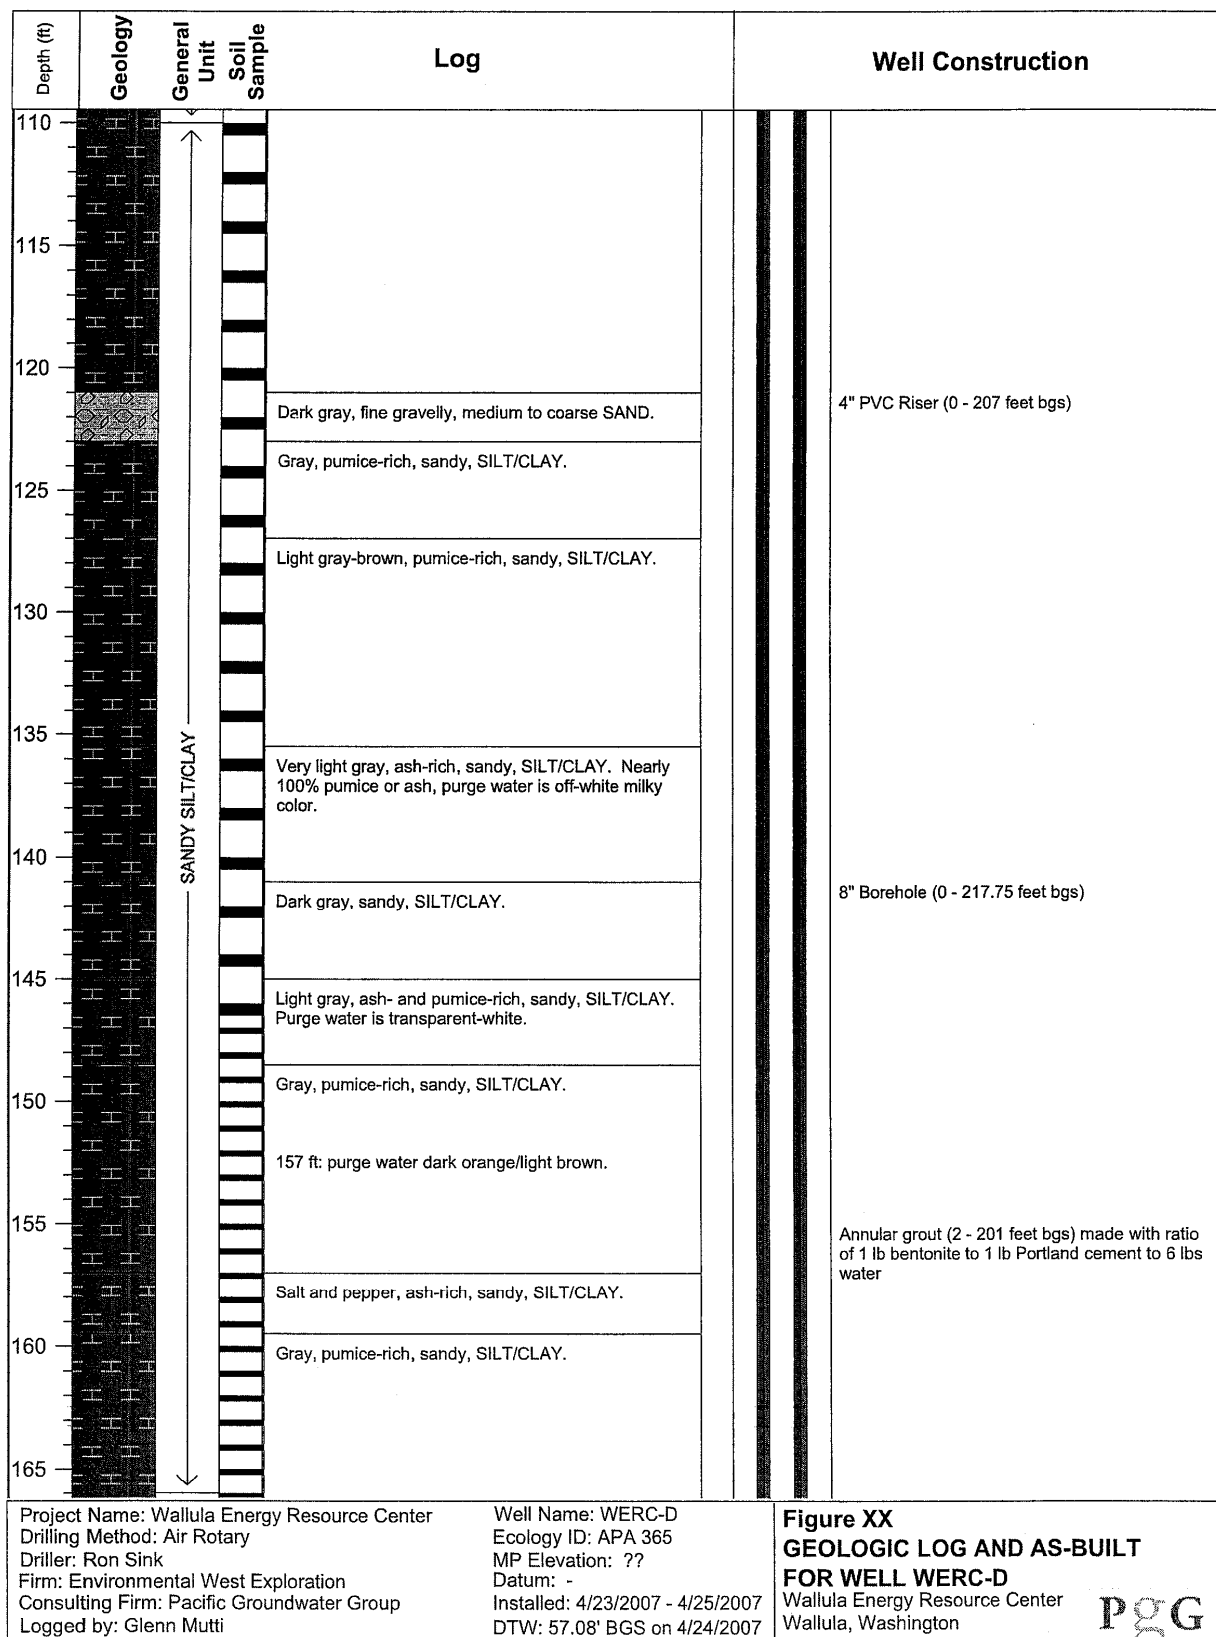 Depth (ft)
Geology
General
Unit
Soil
Sample
Log
Well Construction
110
115
120
125
130
135
140
145
150
155
160
165
SANDY SILT/CLAY
Dark gray, fine gravelly, medium to coarse SAND.
Gray, pumice-rich, sandy, SILT/CLAY.
Light gray-brown, pumice-rich, sandy, SILT/CLAY.
Very light gray, ash-rich, sandy, SILT/CLAY. Nearly
100% pumice or ash, purge water is off-white milky
color.
Dark gray, sandy, SILT/CLAY.
Light gray, ash- and pumice-rich, sandy, SILT/CLAY.
Purge water is transparent-white.
Gray, pumice-rich, sandy, SILT/CLAY.
157 ft: purge water dark orange/light brown.
Salt and pepper, ash-rich, sandy, SILT/CLAY.
Gray, pumice-rich, sandy, SILT/CLAY.
4" PVC Riser (0 - 207 feet bgs)
8" Borehole (0 - 217.75 feet bgs)
Annular grout (2 - 201 feet bgs) made with ratio
of 1 lb bentonite to 1 lb Portland cement to 6 lbs
water
Project Name: Wallula Energy Resource Center
Drilling Method: Air Rotary
Driller: Ron Sink
Firm: Environmental West Exploration
Consulting Firm: Pacific Groundwater Group
Logged by: Glenn Mutti
Well Name: WERC-D
Ecology ID: APA 365
MP Elevation: ??
Datum: -
Installed: 4/23/2007 - 4/25/2007
DTW: 57.08' BGS on 4/24/2007
Figure XX
GEOLOGIC LOG AND AS-BUILT
FOR WELL WERC-D
Wallula Energy Resource Center
Wallula, Washington
PgG